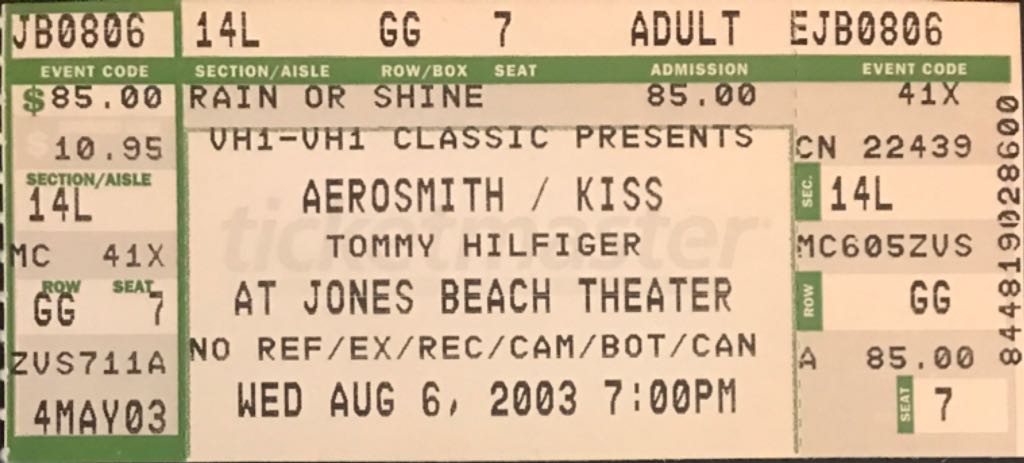 JB0806 14L GG 7 ADULT EJB0806
EVENT CODE SECTION/AISLE ROW/BOX SEAT ADMISSION EVENT CODE
$85.00 RAIN OR SHINE 85.00 41X
$10.95 VH1-VH1 CLASSIC PRESENTS CN 22439
SECTION/AISLE
14L AEROSMITH / KISS SEC. 14L
ticketmaster
MC 41X TOMMY HILFIGER MC605ZVS
ROW SEAT
GG 7 AT JONES BEACH THEATER ROW GG
ZVS711A NO REF/EX/REC/CAM/BOT/CAN A 85.00
4MAY03 WED AUG 6, 2003 7:00PM SEAT 7
844819028600